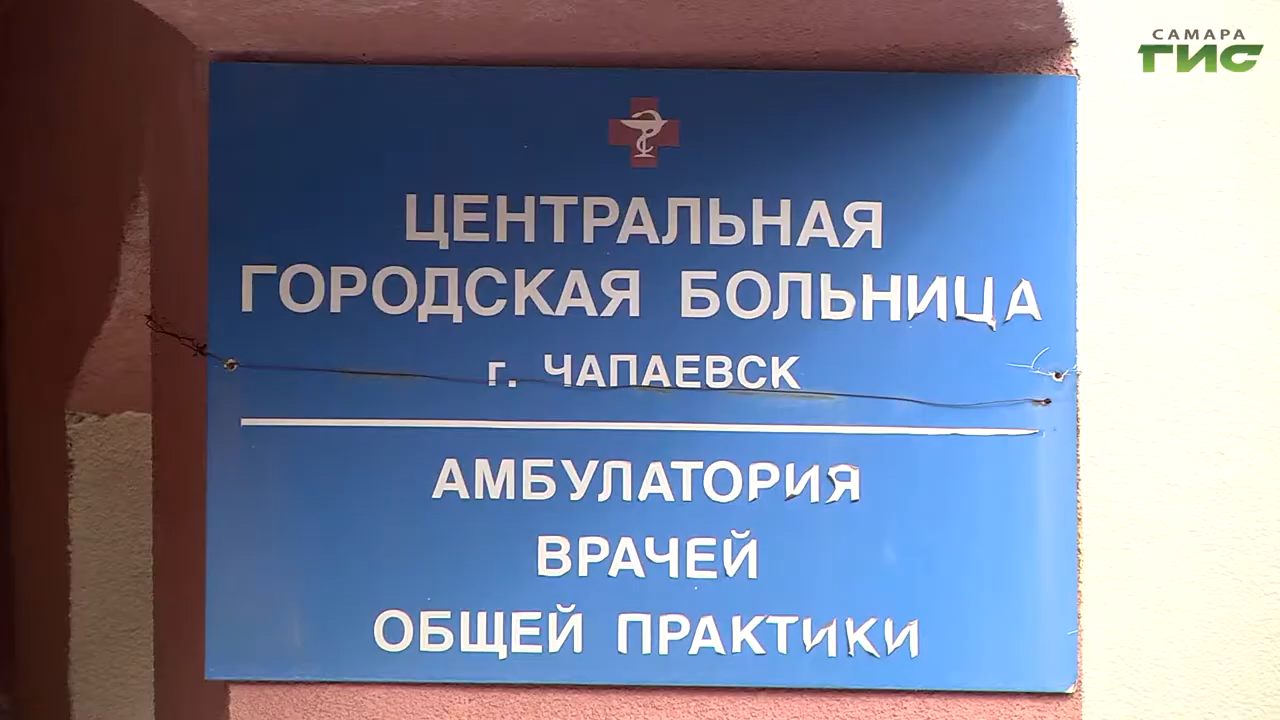 САМАРА
ГИС
ЦЕНТРАЛЬНАЯ
ГОРОДСКАЯ БОЛЬНИЦА
г. ЧАПАЕВСК
АМБУЛАТОРИЯ
ВРАЧЕЙ
ОБЩЕЙ ПРАКТИКИ